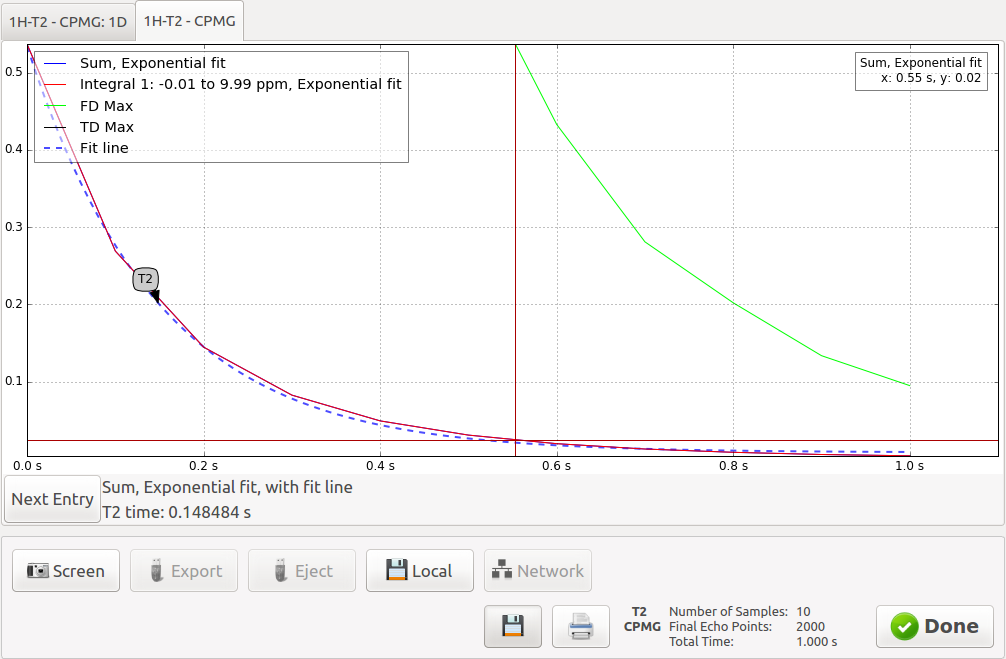 1H-T2 - CPMG: 1D
1H-T2 - CPMG
Sum, Exponential fit
Integral 1: -0.01 to 9.99 ppm, Exponential fit
FD Max
TD Max
Fit line
Sum, Exponential fit
x: 0.55 s, y: 0.02
0.5
0.4
0.3
0.2
0.1
T2
0.0 s
0.2 s
0.4 s
0.6 s
0.8 s
1.0 s
Next Entry
Sum, Exponential fit, with fit line
T2 time: 0.148484 s
Screen
Export
Eject
Local
Network
T2
CPMG
Number of Samples: 10
Final Echo Points: 2000
Total Time: 1.000 s
Done